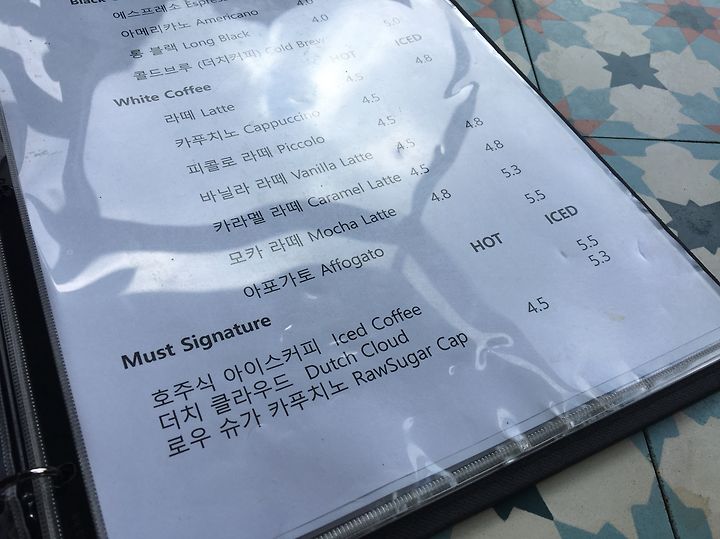 Black
에스프레소
아메리카노 Americano
롱 블랙 Long Black 4.0
콜드브루 (더치커피) Cold Brew 5.0
White Coffee HOT ICED
라떼 Latte 4.5 4.8
카푸치노 Cappuccino 4.5
피콜로 라떼 Piccolo 4.5
바닐라 라떼 Vanilla Latte 4.5 4.8
카라멜 라떼 Caramel Latte 4.5 4.8
모카 라떼 Mocha Latte 4.8 5.3
아포가토 Affogato 5.5
Must Signature HOT ICED
호주식 아이스커피 Iced Coffee 5.5
더치 클라우드 Dutch Cloud 5.3
로우 슈가 카푸치노 RawSugar Cap 4.5